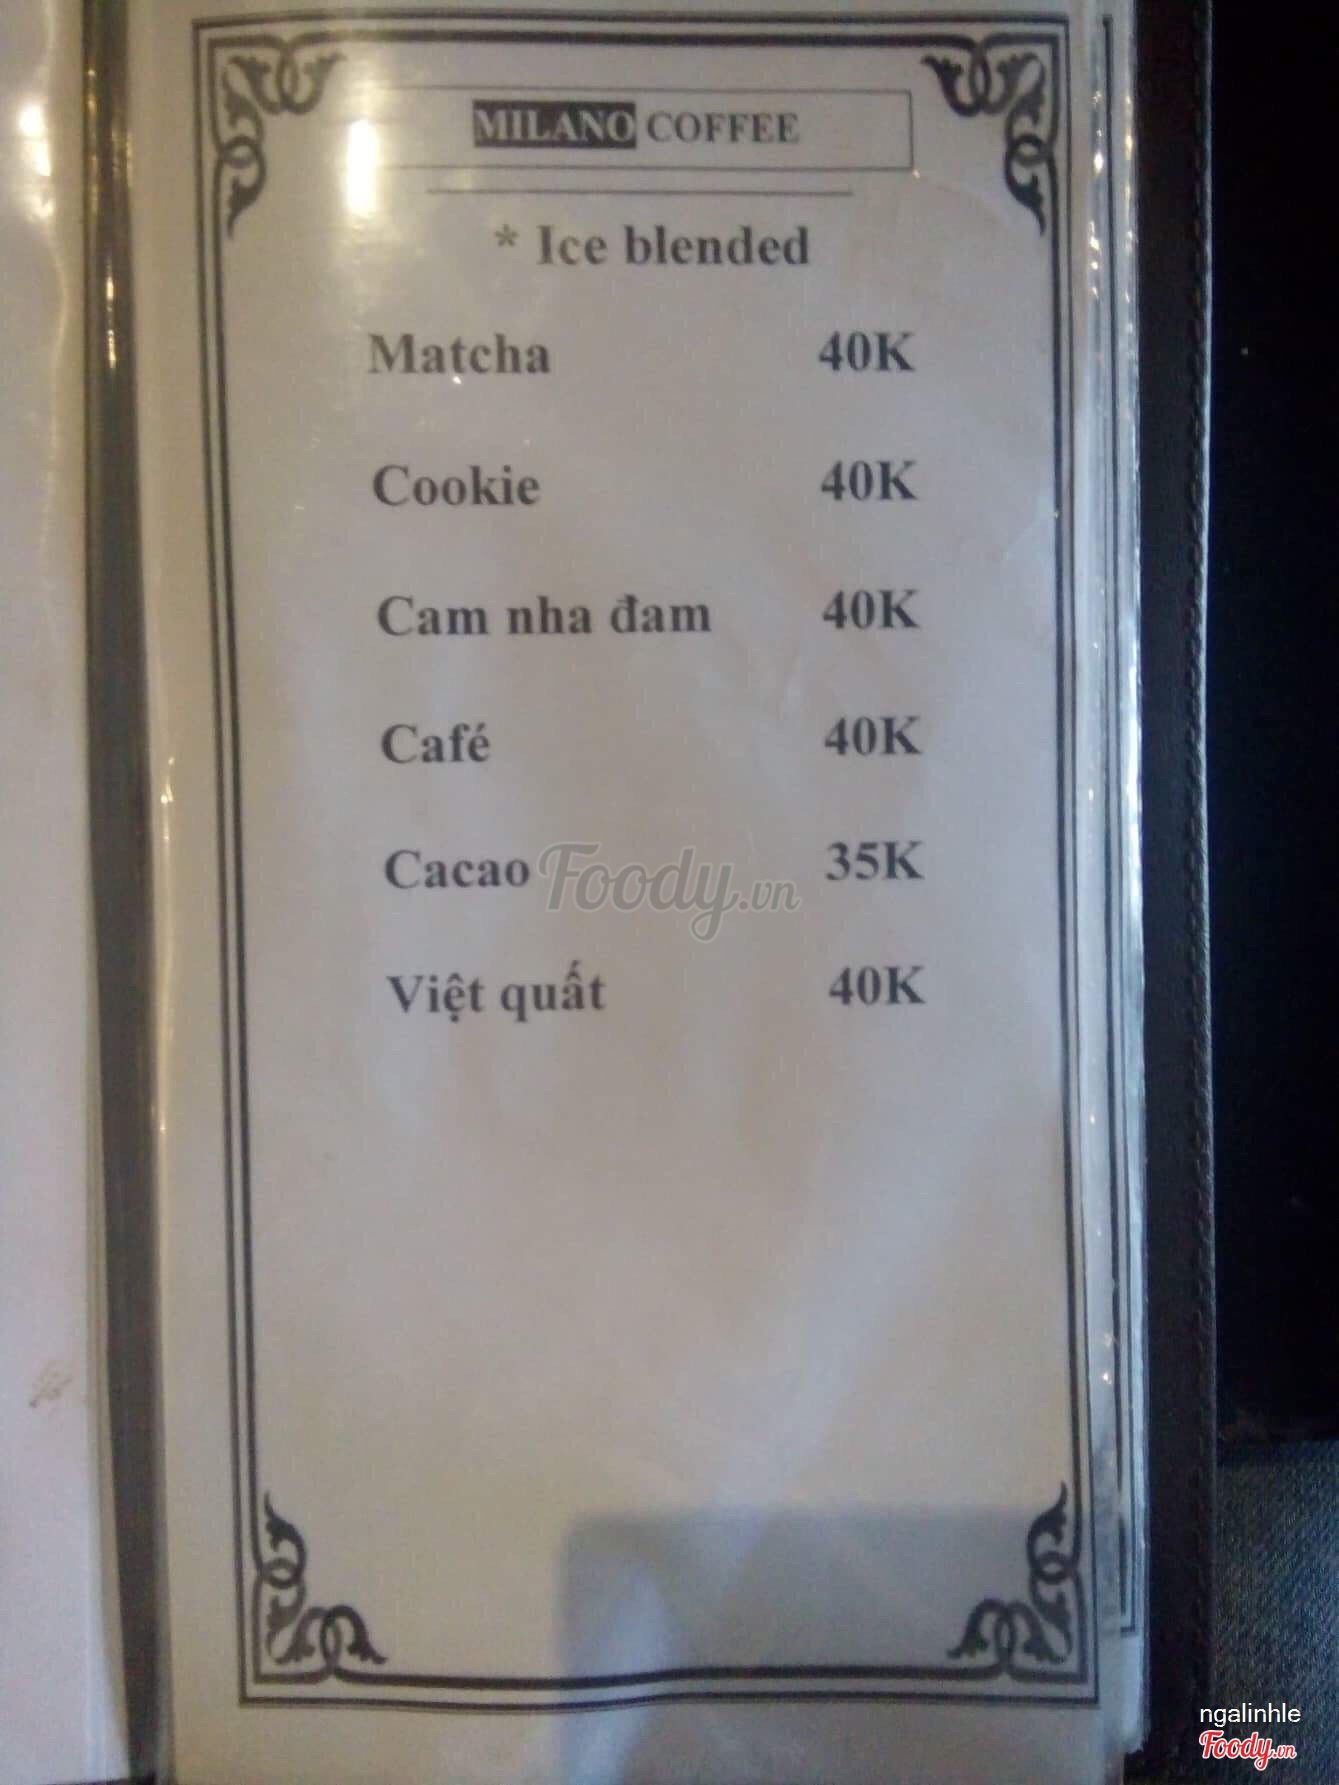 MILANO COFFEE
* Ice blended
Matcha 40K
Cookie 40K
Cam nha đam 40K
Café 40K
Cacao 35K
Foody.vn
Việt quất 40K
ngalinhle
Foody.vn